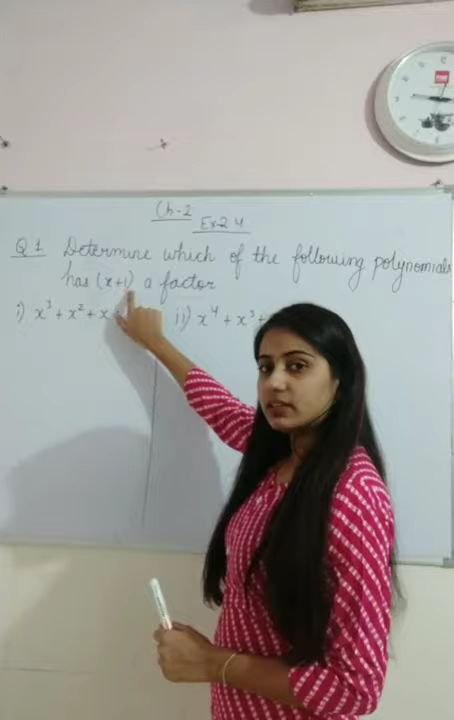 Ch-2
Ex 2.4
Q 1 Determine which of the following polynomials
has (x+1) a factor
i) x³ + x² + x
ii) x⁴ + x³ +